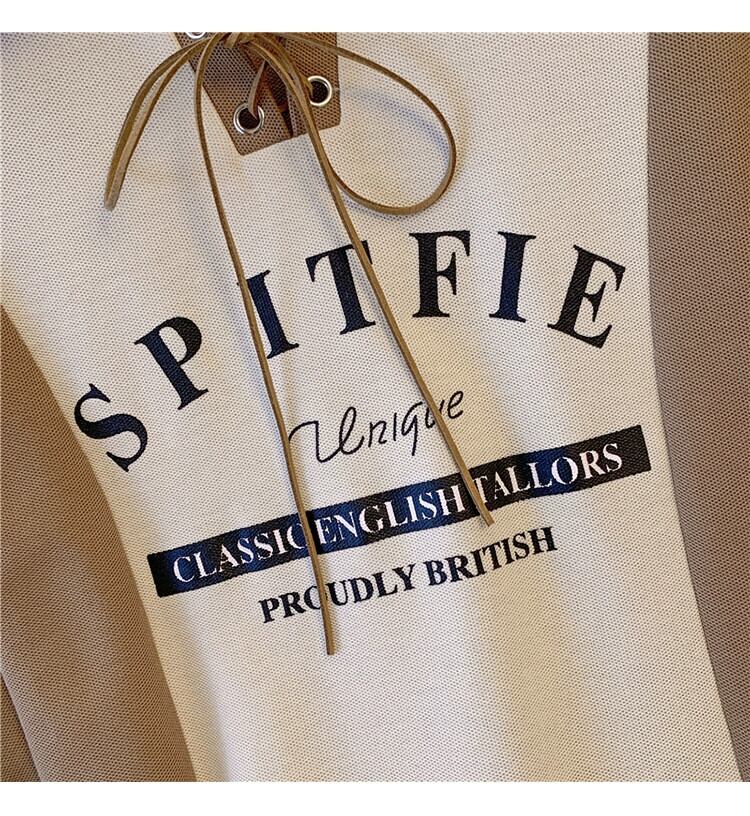 SPITFIE
Unique
CLASSIC ENGLISH TALLORS
PROUDLY BRITISH